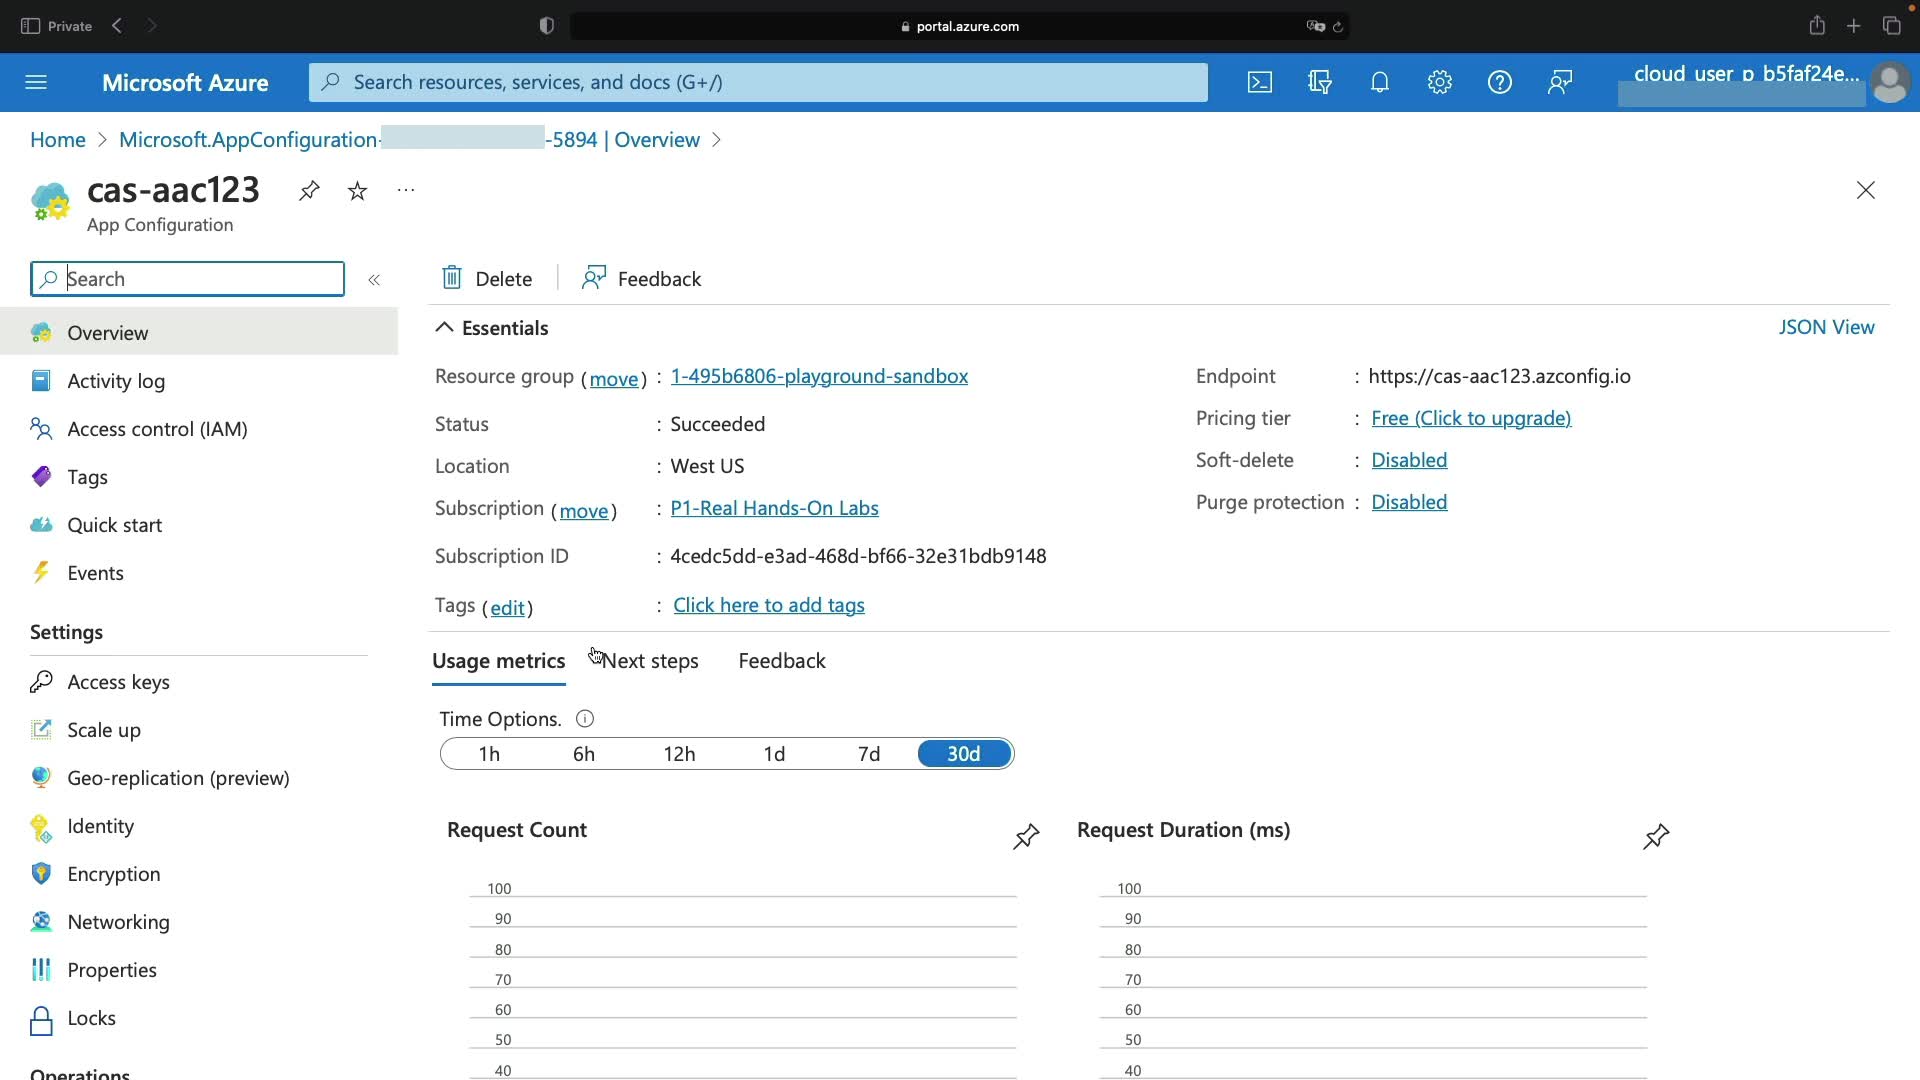 Private
portal.azure.com
Microsoft Azure
Search resources, services, and docs (G+/)
cloud_user_p_b5faf24e...
Home > Microsoft.AppConfiguration- -5894 | Overview >
cas-aac123
App Configuration
Search
Overview
Activity log
Access control (IAM)
Tags
Quick start
Events
Settings
Access keys
Scale up
Geo-replication (preview)
Identity
Encryption
Networking
Properties
Locks
Operations
Delete
Feedback
Essentials
JSON View
Resource group (move) : 1-495b6806-playground-sandbox
Status : Succeeded
Location : West US
Subscription (move) : P1-Real Hands-On Labs
Subscription ID : 4cedc5dd-e3ad-468d-bf66-32e31bdb9148
Tags (edit) : Click here to add tags
Endpoint : https://cas-aac123.azconfig.io
Pricing tier : Free (Click to upgrade)
Soft-delete : Disabled
Purge protection : Disabled
Usage metrics Next steps Feedback
Time Options.
1h 6h 12h 1d 7d 30d
Request Count
100
90
80
70
60
50
40
Request Duration (ms)
100
90
80
70
60
50
40